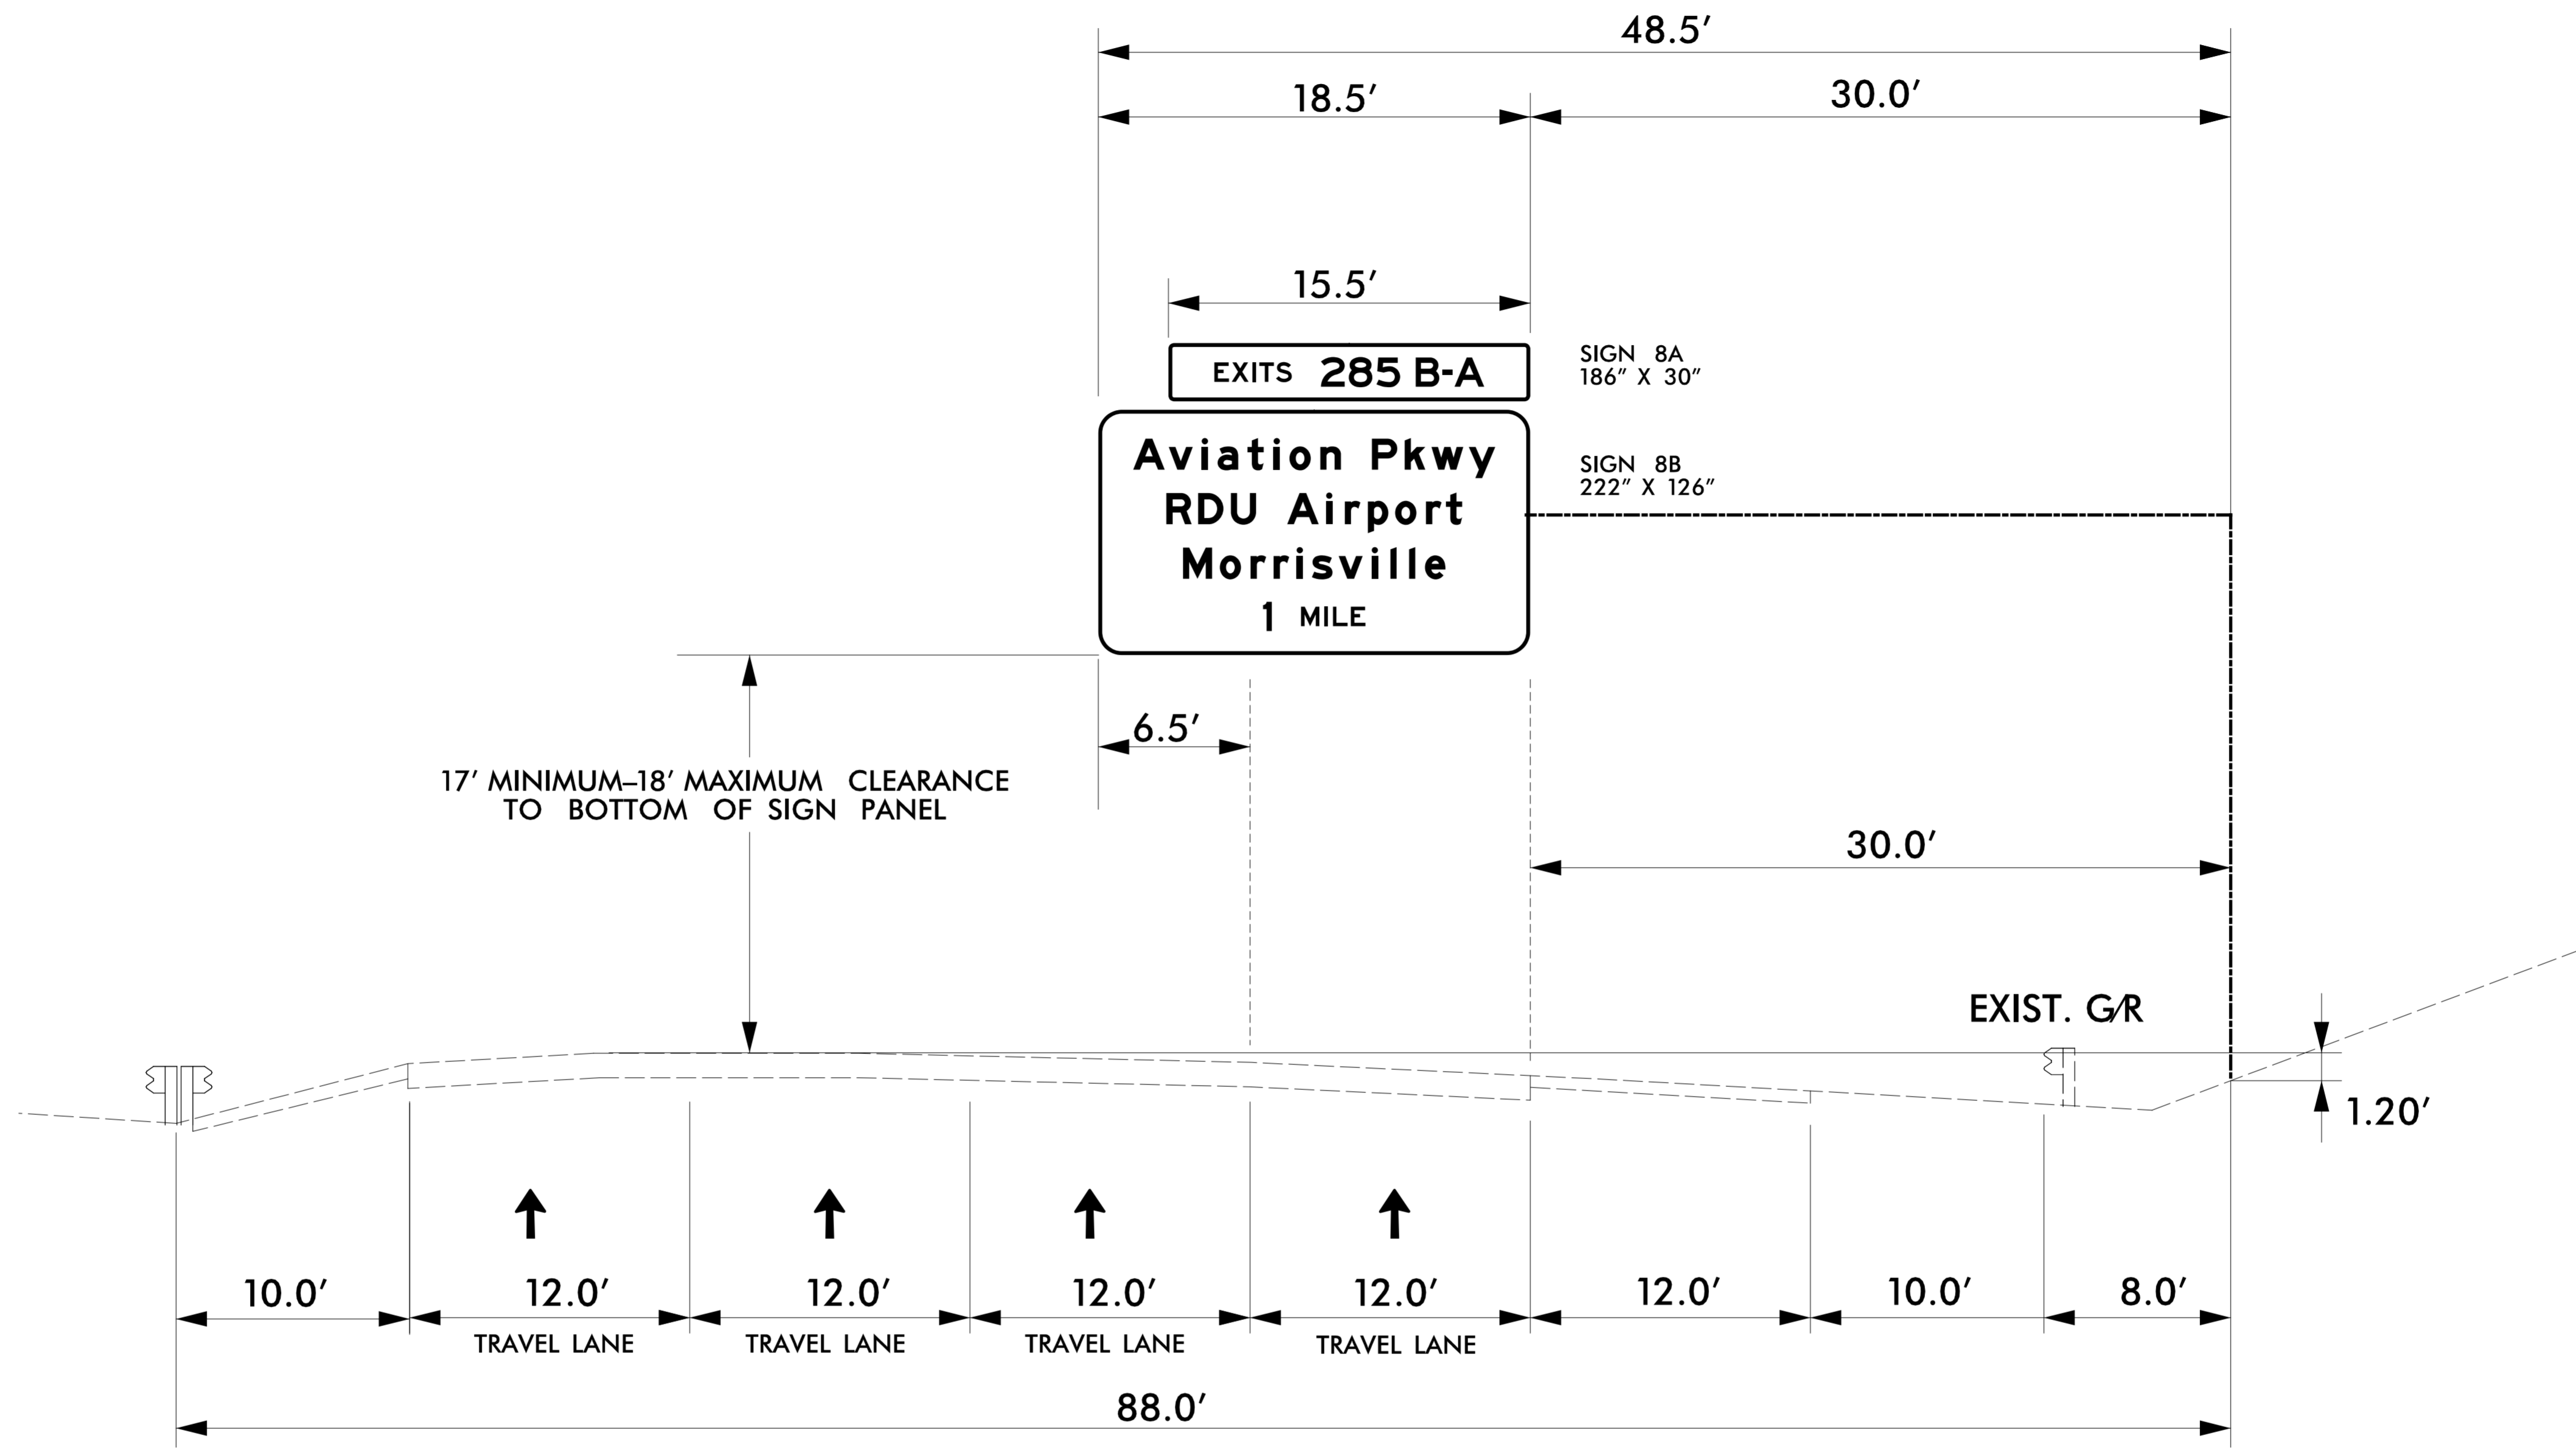 48.5′
18.5′
30.0′
15.5′
EXITS 285 B-A
SIGN 8A
186″ X 30″
Aviation Pkwy
RDU Airport
Morrisville
1 MILE
SIGN 8B
222″ X 126″
6.5′
17′ MINIMUM–18′ MAXIMUM CLEARANCE
TO BOTTOM OF SIGN PANEL
30.0′
EXIST. G/R
1.20′
10.0′
12.0′
12.0′
12.0′
12.0′
12.0′
10.0′
8.0′
TRAVEL LANE
TRAVEL LANE
TRAVEL LANE
TRAVEL LANE
88.0′